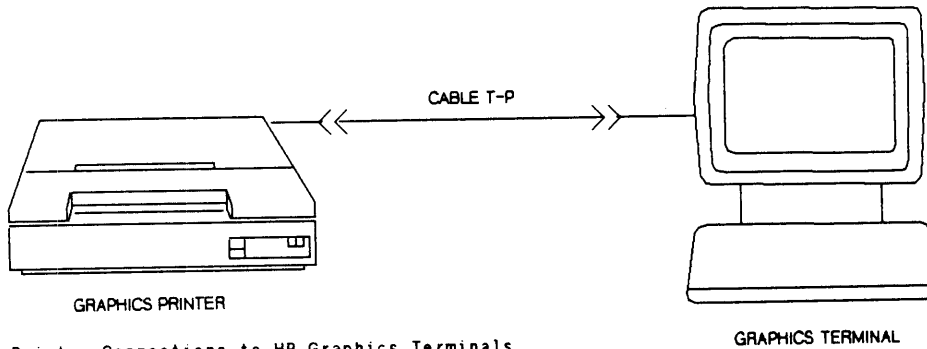 CABLE T-P
GRAPHICS PRINTER
GRAPHICS TERMINAL
Connections to HP Graphics Terminals